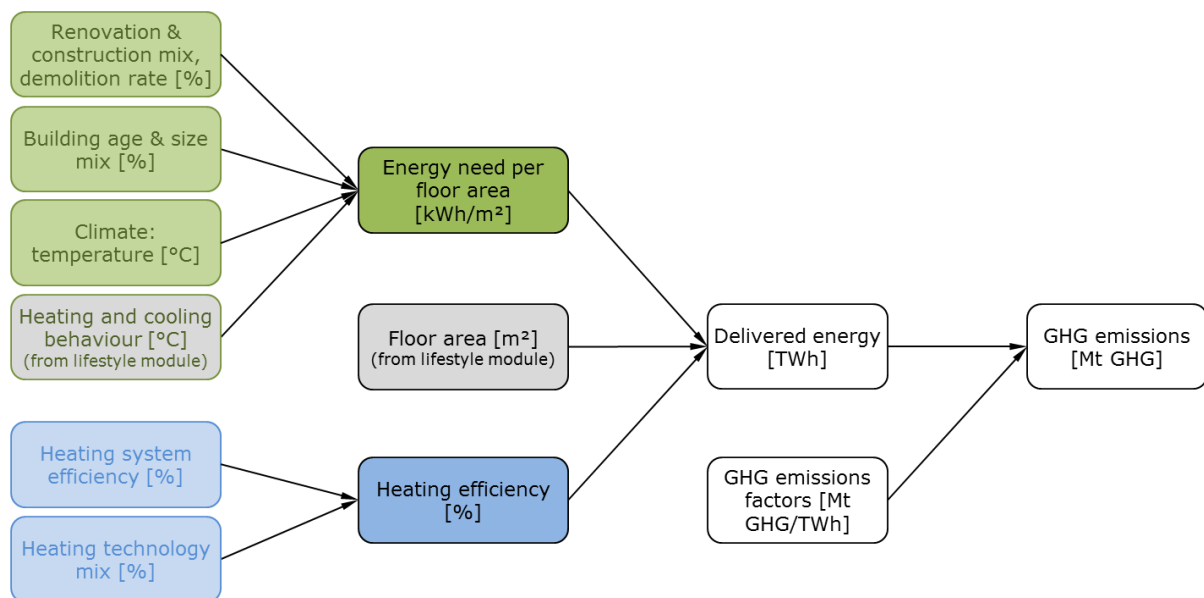 Renovation &
construction mix,
demolition rate [%]
Building age & size
mix [%]
Climate:
temperature [°C]
Heating and cooling
behaviour [°C]
(from lifestyle module)
Heating system
efficiency [%]
Heating technology
mix [%]
Energy need per
floor area
[kWh/m²]
Floor area [m²]
(from lifestyle module)
Heating efficiency
[%]
Delivered energy
[TWh]
GHG emissions
factors [Mt
GHG/TWh]
GHG emissions
[Mt GHG]